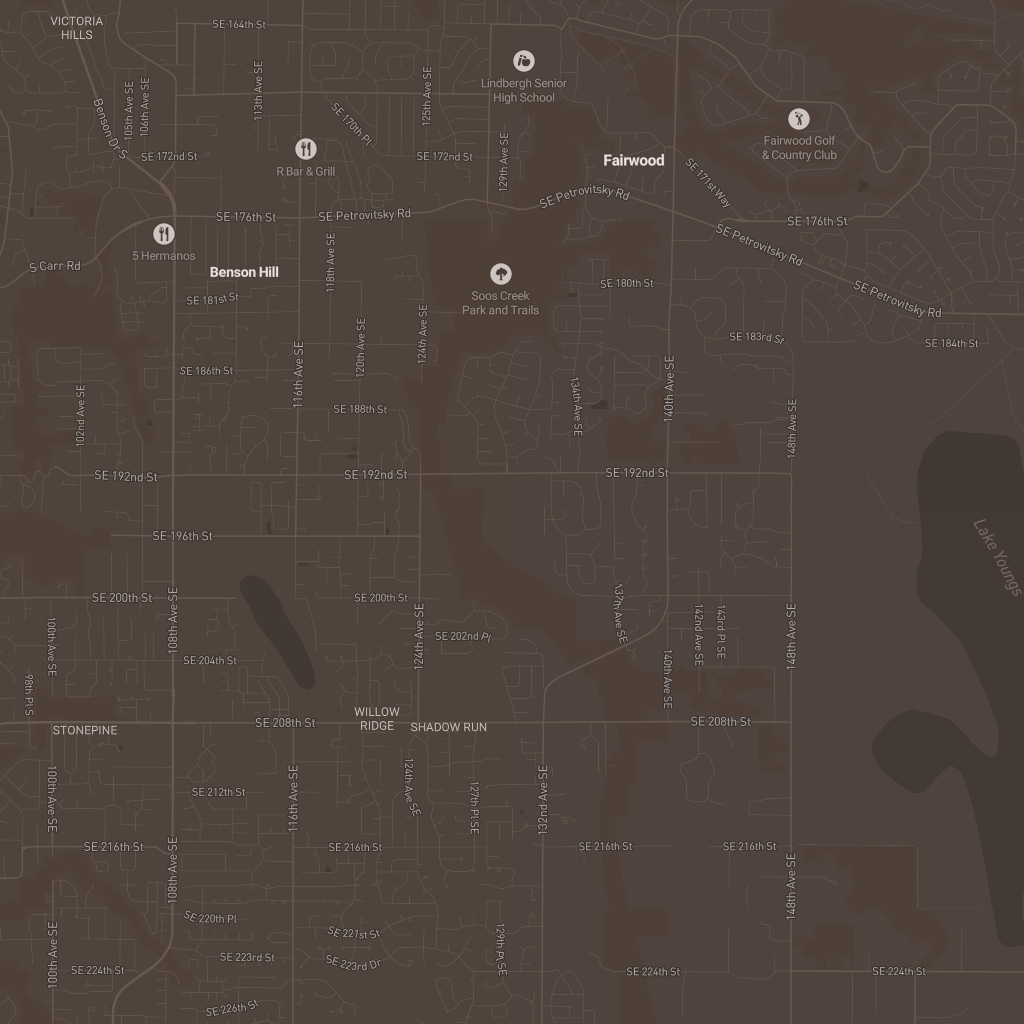 VICTORIA
HILLS
SE 164th St
Lindbergh Senior
High School
105th Ave SE
106th Ave SE
113th Ave SE
125th Ave SE
SE 170th Pl
Benson Dr S
Fairwood Golf
& Country Club
SE 172nd St
SE 172nd St
129th Ave SE
R Bar & Grill
Fairwood
SE 171st Way
SE Petrovitsky Rd
SE 176th St
SE Petrovitsky Rd
SE 176th St
SE Petrovitsky Rd
5 Hermanos
S Carr Rd
Benson Hill
118th Ave SE
Soos Creek
Park and Trails
SE 180th St
SE 181st St
SE Petrovitsky Rd
124th Ave SE
120th Ave SE
SE 183rd St
SE 184th St
116th Ave SE
SE 186th St
140th Ave SE
102nd Ave SE
SE 188th St
134th Ave SE
148th Ave SE
SE 192nd St
SE 192nd St
SE 192nd St
SE 196th St
Lake Youngs
SE 200th St
108th Ave SE
SE 200th St
137th Ave SE
100th Ave SE
124th Ave SE
SE 202nd Pl
142nd Ave SE
143rd Pl SE
148th Ave SE
SE 204th St
140th Ave SE
98th Pl S
WILLOW
RIDGE
SE 208th St
SE 208th St
STONEPINE
SHADOW RUN
100th Ave SE
SE 212th St
116th Ave SE
124th Ave SE
127th Pl SE
132nd Ave SE
SE 216th St
SE 216th St
SE 216th St
SE 216th St
108th Ave SE
148th Ave SE
SE 220th Pl
SE 221st St
129th Pl SE
100th Ave SE
SE 223rd St
SE 223rd Dr
SE 224th St
SE 224th St
SE 224th St
SE 226th St